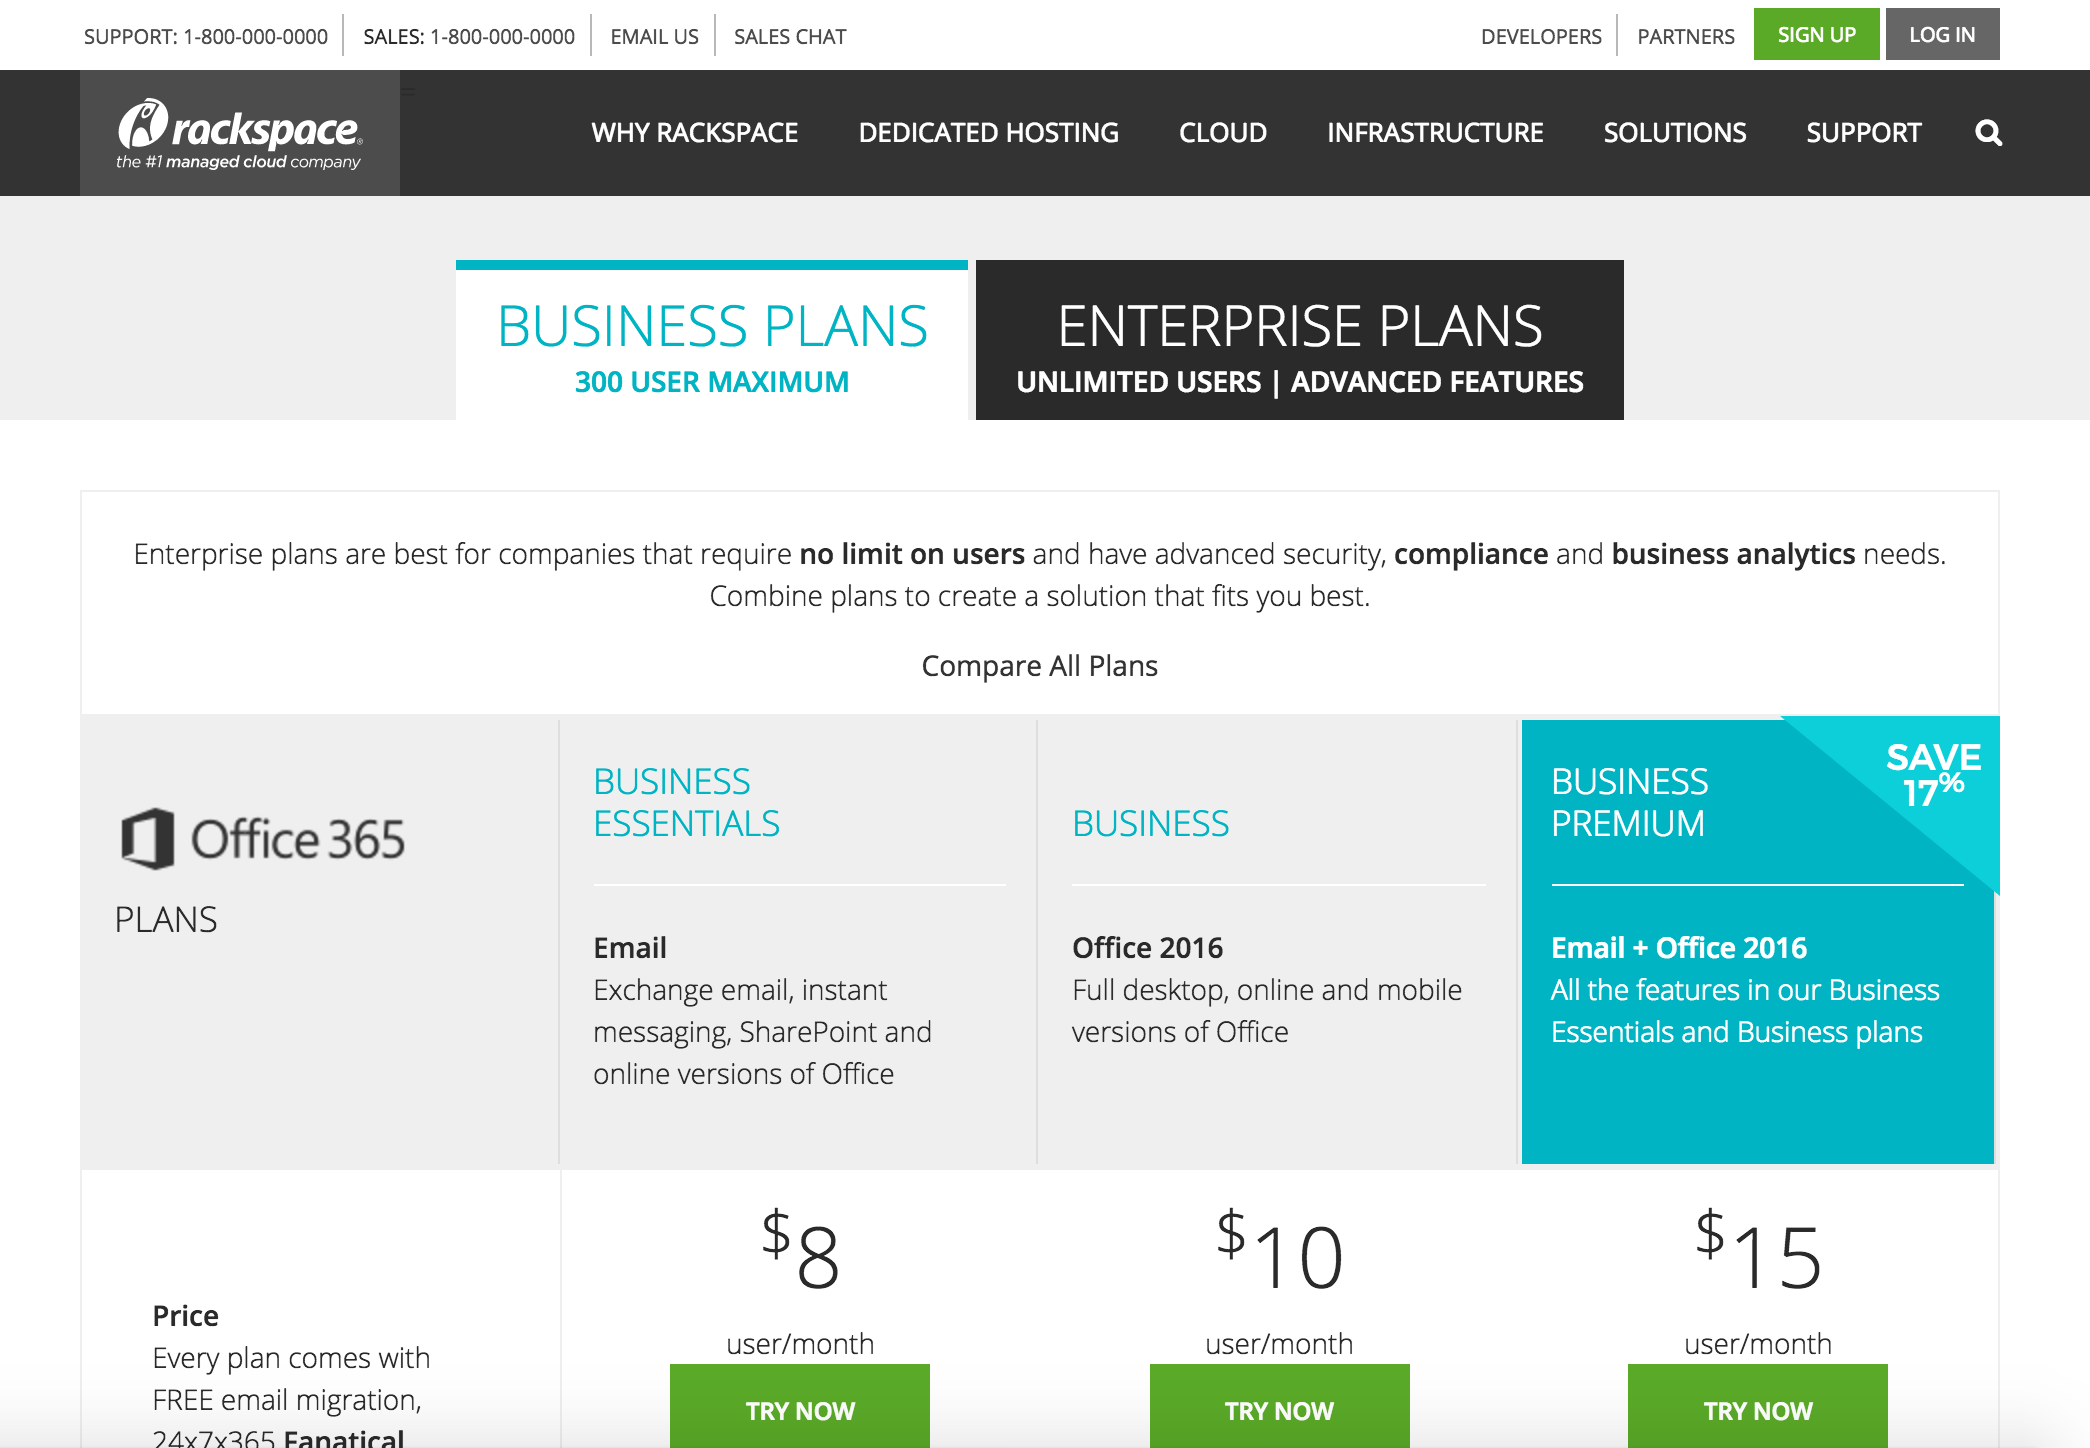 SUPPORT: 1-800-000-0000
SALES: 1-800-000-0000
EMAIL US
SALES CHAT
DEVELOPERS
PARTNERS
SIGN UP
LOG IN
rackspace®
the #1 managed cloud company
WHY RACKSPACE
DEDICATED HOSTING
CLOUD
INFRASTRUCTURE
SOLUTIONS
SUPPORT
BUSINESS PLANS
300 USER MAXIMUM
ENTERPRISE PLANS
UNLIMITED USERS | ADVANCED FEATURES
Enterprise plans are best for companies that require no limit on users and have advanced security, compliance and business analytics needs.
Combine plans to create a solution that fits you best.
Compare All Plans
Office 365
PLANS
BUSINESS
ESSENTIALS
Email
Exchange email, instant
messaging, SharePoint and
online versions of Office
BUSINESS
Office 2016
Full desktop, online and mobile
versions of Office
BUSINESS
PREMIUM
SAVE
17%
Email + Office 2016
All the features in our Business
Essentials and Business plans
Price
Every plan comes with
FREE email migration,
24x7x365 Fanatical
$8
user/month
TRY NOW
$10
user/month
TRY NOW
$15
user/month
TRY NOW